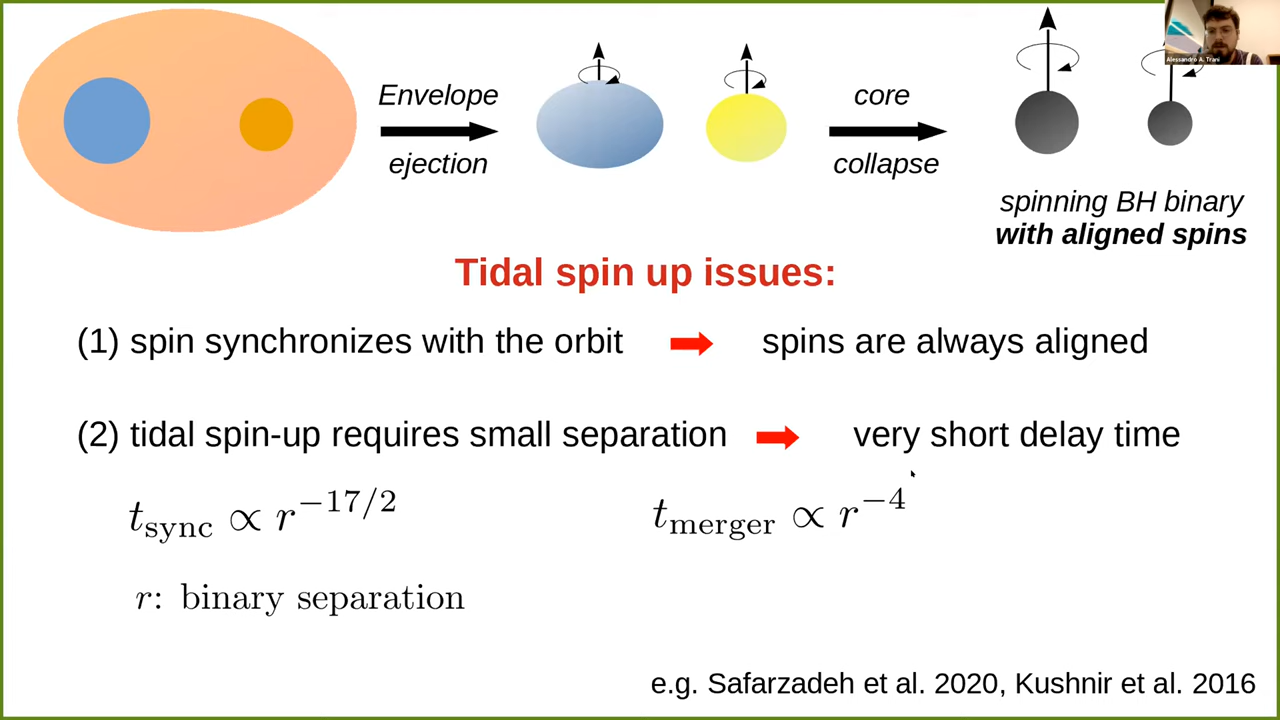 Envelope
ejection
core
collapse
Alessandro A. Trani
spinning BH binary
with aligned spins
Tidal spin up issues:
(1) spin synchronizes with the orbit spins are always aligned
(2) tidal spin-up requires small separation very short delay time
t_sync ∝ r^{−17/2} t_merger ∝ r^{−4}
r: binary separation
e.g. Safarzadeh et al. 2020, Kushnir et al. 2016